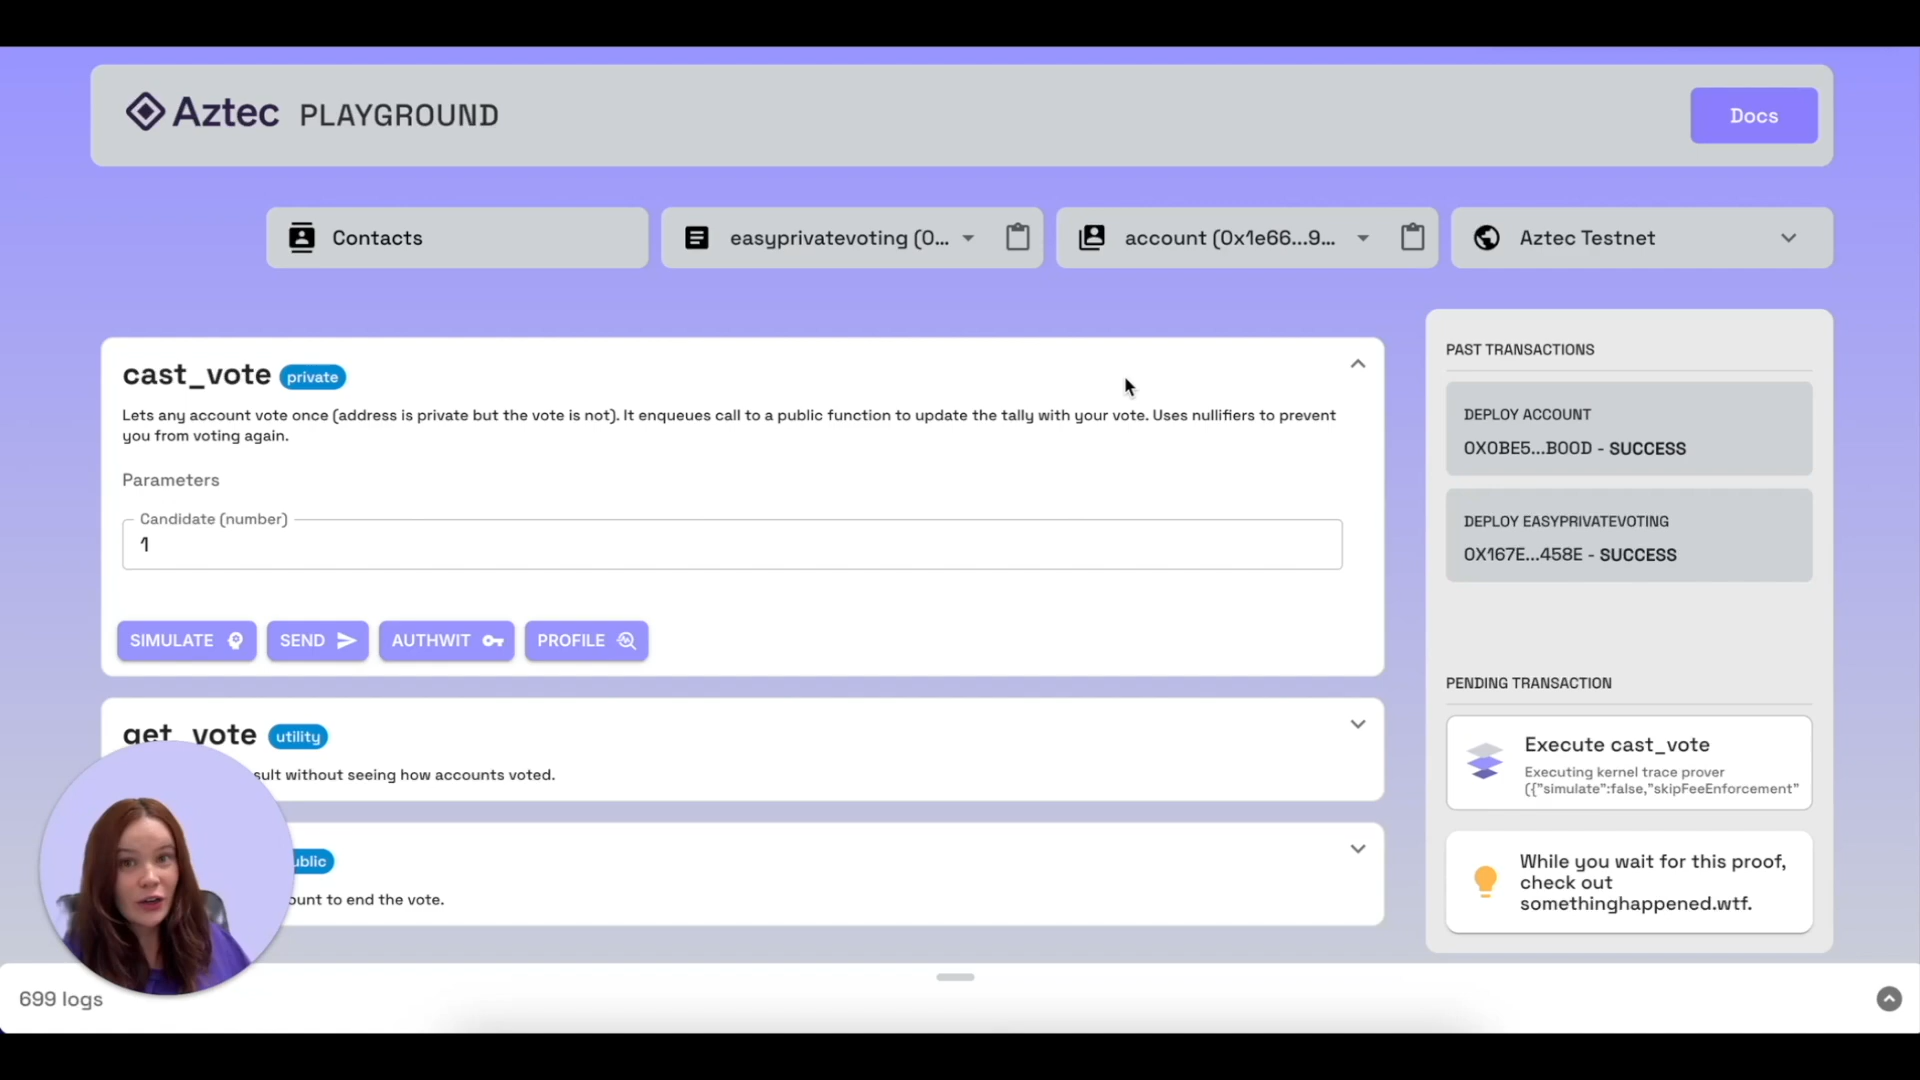 Aztec PLAYGROUND
Docs
Contacts
easyprivatevoting (0...
account (0x1e66...9...
Aztec Testnet
cast_vote private
Lets any account vote once (address is private but the vote is not). It enqueues call to a public function to update the tally with your vote. Uses nullifiers to prevent
you from voting again.
Parameters
Candidate (number)
1
SIMULATE
SEND
AUTHWIT
PROFILE
get_vote utility
sult without seeing how accounts voted.
ublic
ount to end the vote.
PAST TRANSACTIONS
DEPLOY ACCOUNT
0X0BE5...B00D - SUCCESS
DEPLOY EASYPRIVATEVOTING
0X167E...458E - SUCCESS
PENDING TRANSACTION
Execute cast_vote
Executing kernel trace prover
({"simulate":false,"skipFeeEnforcement"
While you wait for this proof,
check out
somethinghappened.wtf.
699 logs